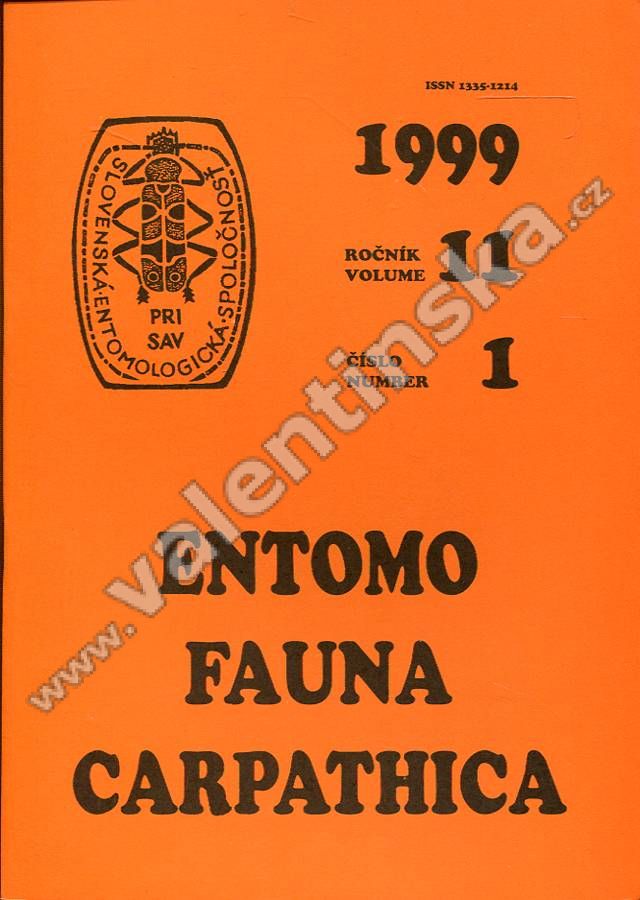 ISSN 1335-1214
1999
ROČNÍK
VOLUME 11
ČÍSLO
NUMBER 1
SLOVENSKÁ·ENTOMOLOGICKÁ·SPOLOČNOSŤ
PRI
SAV
ENTOMO
FAUNA
CARPATHICA
www.valentinska.cz